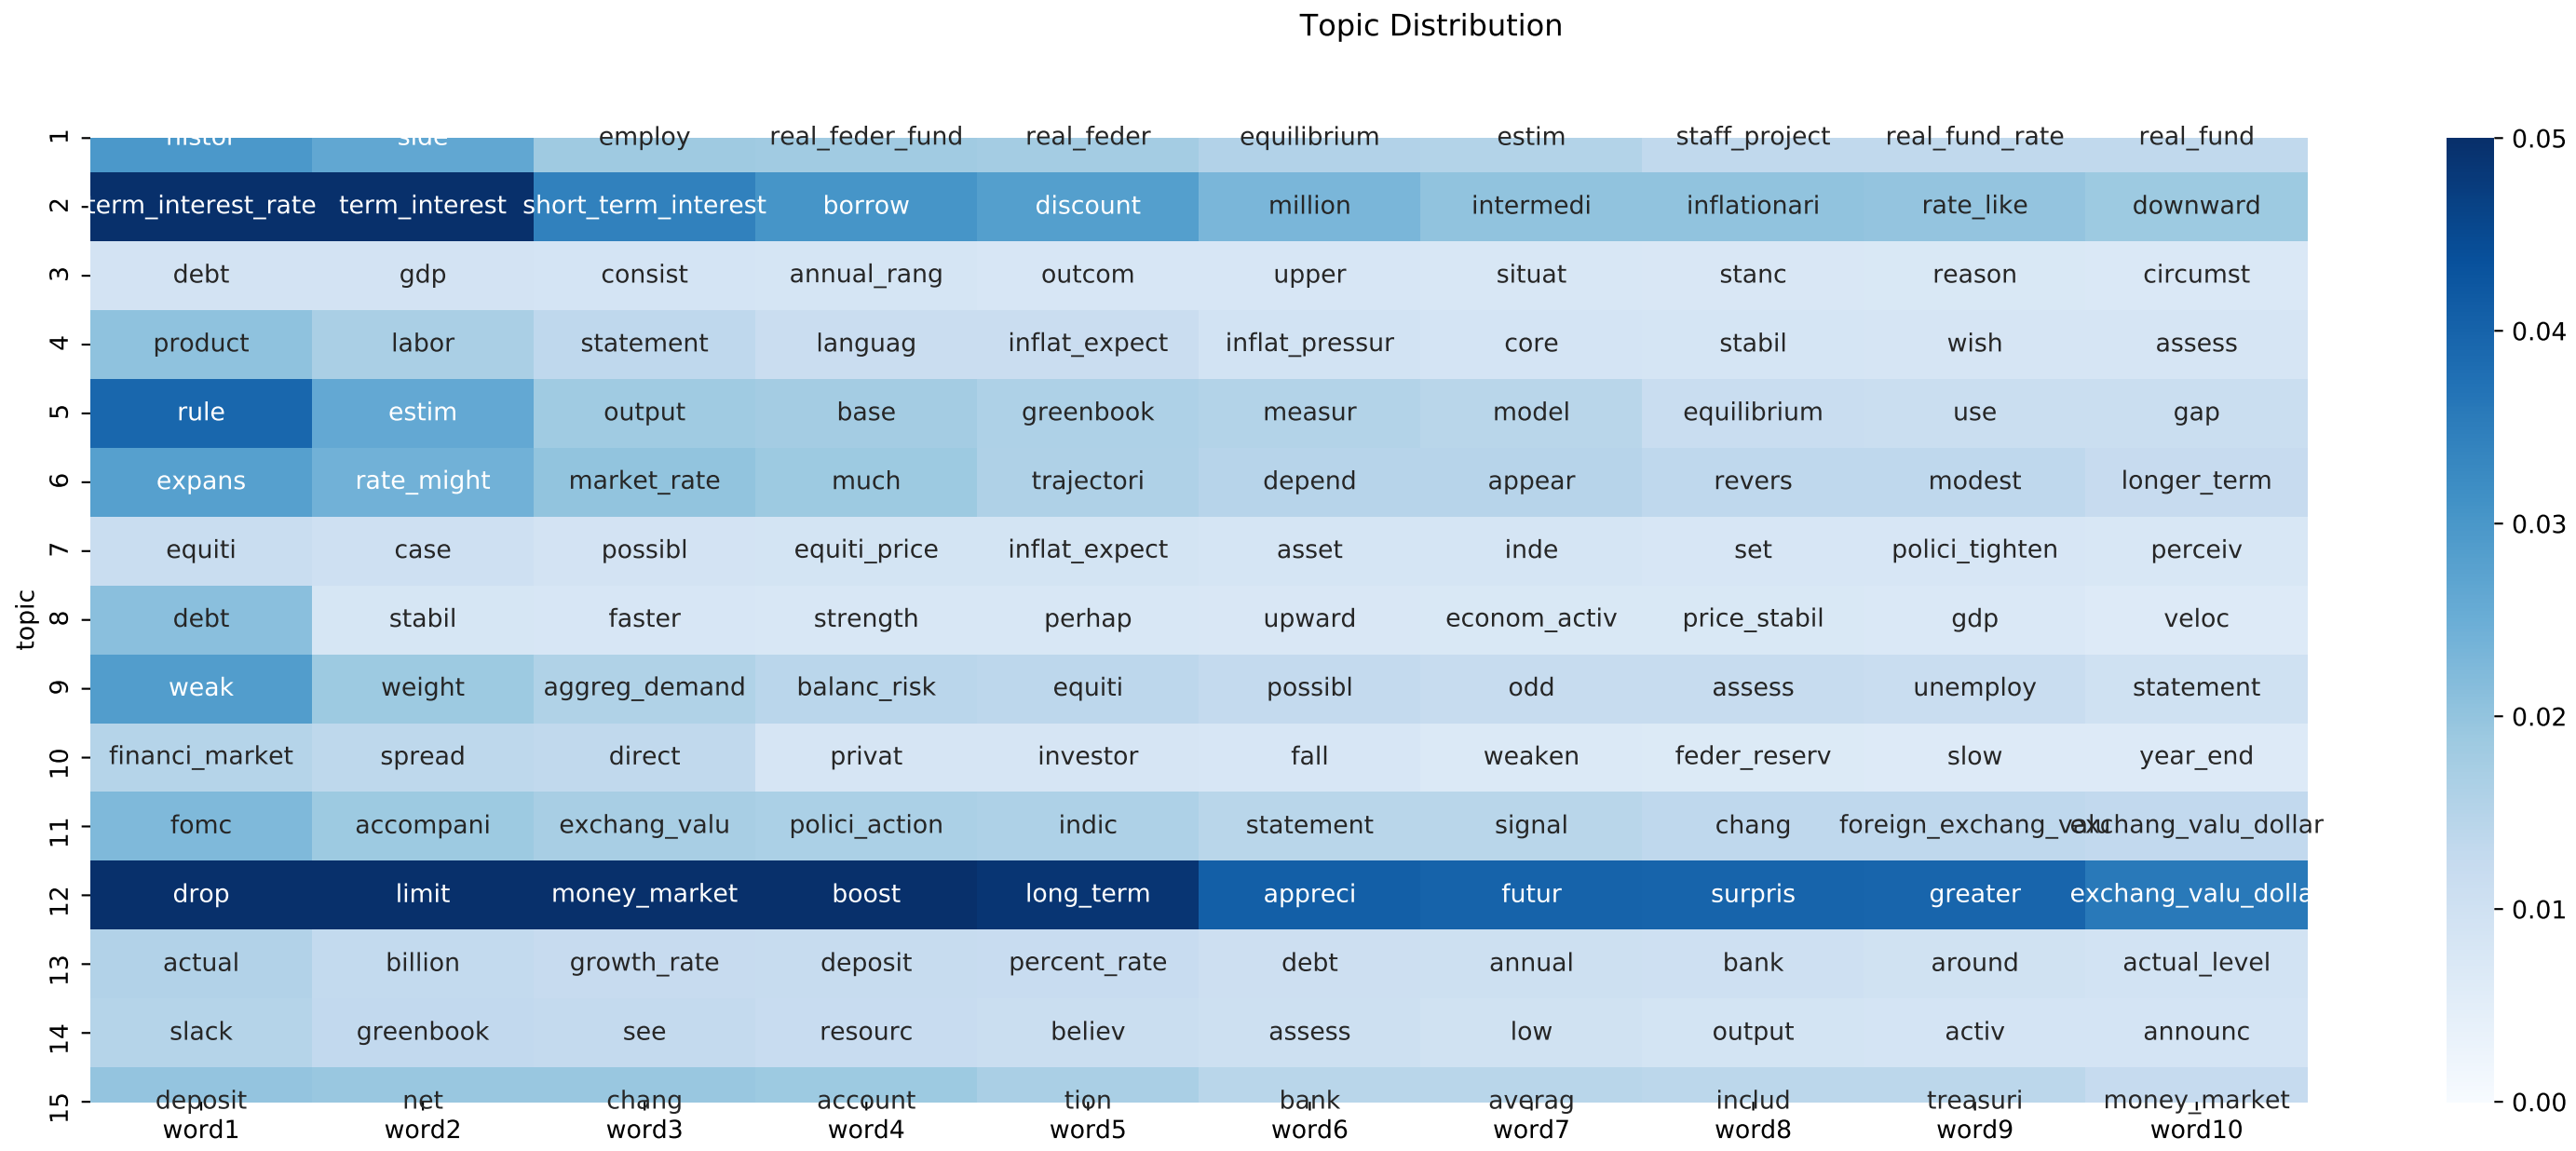 Topic Distribution
1 histor side employ real_feder_fund real_feder equilibrium estim staff_project real_fund_rate real_fund
2 term_interest_rate term_interest short_term_interest borrow discount million intermedi inflationari rate_like downward
3 debt gdp consist annual_rang outcom upper situat stanc reason circumst
4 product labor statement languag inflat_expect inflat_pressur core stabil wish assess
5 rule estim output base greenbook measur model equilibrium use gap
6 expans rate_might market_rate much trajectori depend appear revers modest longer_term
7 equiti case possibl equiti_price inflat_expect asset inde set polici_tighten perceiv
8 debt stabil faster strength perhap upward econom_activ price_stabil gdp veloc
9 weak weight aggreg_demand balanc_risk equiti possibl odd assess unemploy statement
10 financi_market spread direct privat investor fall weaken feder_reserv slow year_end
11 fomc accompani exchang_valu polici_action indic statement signal chang foreign_exchang_valu exchang_valu_dollar
12 drop limit money_market boost long_term appreci futur surpris greater exchang_valu_dolla
13 actual billion growth_rate deposit percent_rate debt annual bank around actual_level
14 slack greenbook see resourc believ assess low output activ announc
15 deposit net chang account tion bank averag includ treasuri money_market
word1 word2 word3 word4 word5 word6 word7 word8 word9 word10
topic
0.05
0.04
0.03
0.02
0.01
0.00